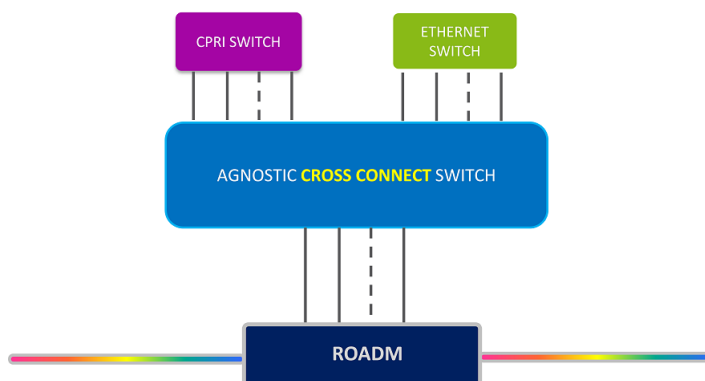 CPRI SWITCH
ETHERNET
SWITCH
AGNOSTIC CROSS CONNECT SWITCH
ROADM